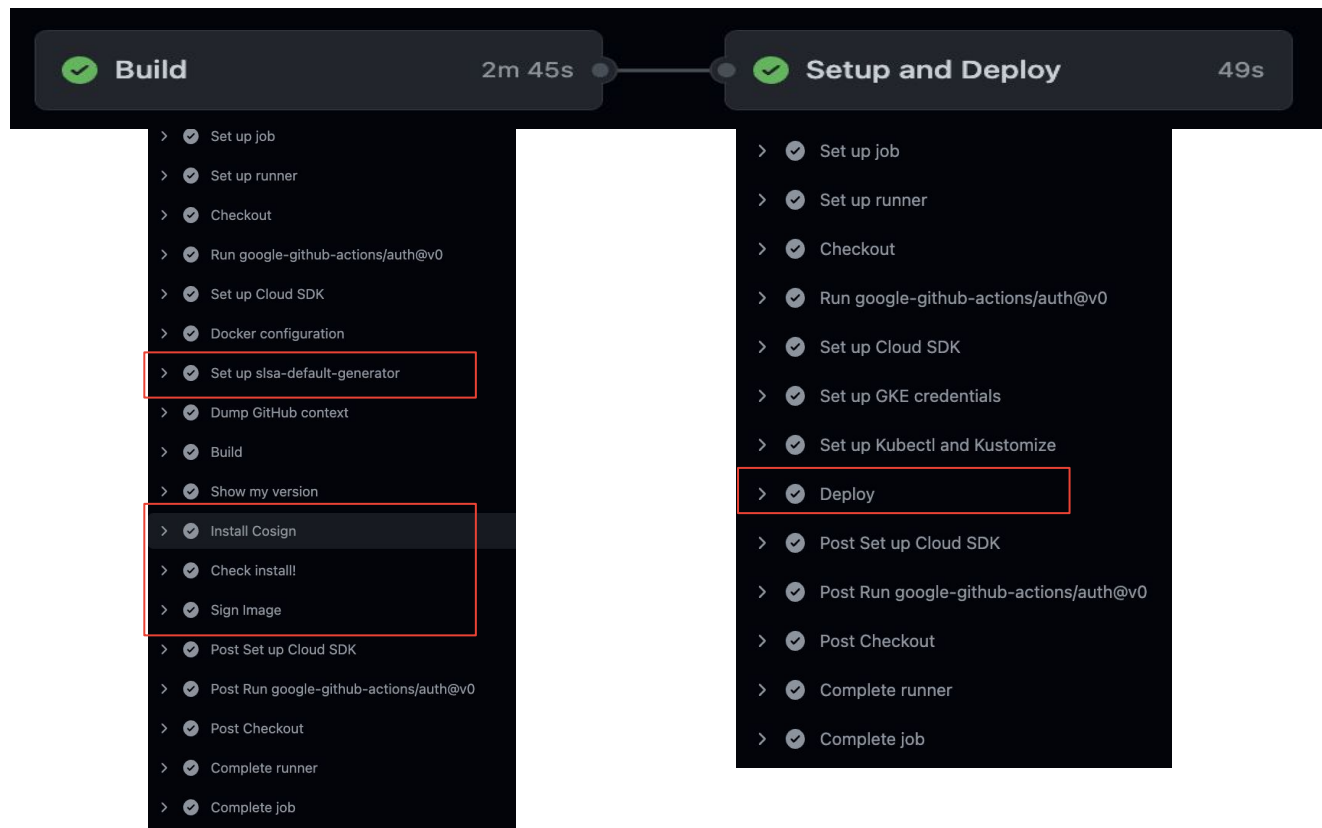 Build
2m 45s
Set up job
Set up runner
Checkout
Run google-github-actions/auth@v0
Set up Cloud SDK
Docker configuration
Set up slsa-default-generator
Dump GitHub context
Build
Show my version
Install Cosign
Check install!
Sign Image
Post Set up Cloud SDK
Post Run google-github-actions/auth@v0
Post Checkout
Complete runner
Complete job
Setup and Deploy
49s
Set up job
Set up runner
Checkout
Run google-github-actions/auth@v0
Set up Cloud SDK
Set up GKE credentials
Set up Kubectl and Kustomize
Deploy
Post Set up Cloud SDK
Post Run google-github-actions/auth@v0
Post Checkout
Complete runner
Complete job